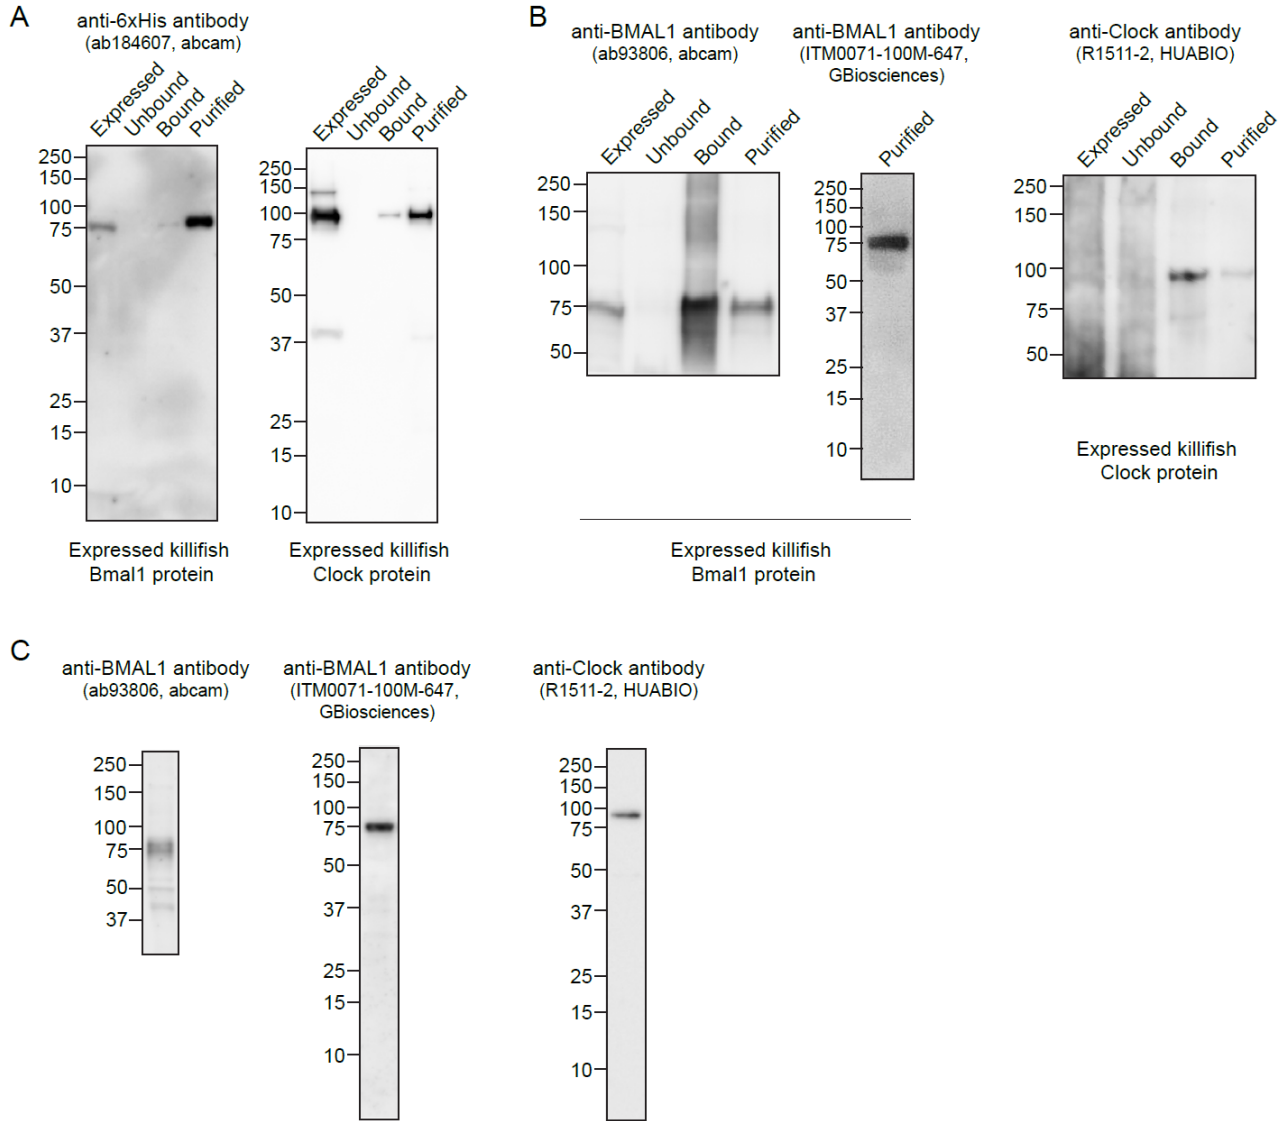 A
anti-6xHis antibody
(ab184607, abcam)
Expressed
Unbound
Bound
Purified
250
150
100
75
50
37
25
15
10
Expressed killifish
Bmal1 protein
Expressed
Unbound
Bound
Purified
250
150
100
75
50
37
25
15
10
Expressed killifish
Clock protein
B
anti-BMAL1 antibody
(ab93806, abcam)
Expressed
Unbound
Bound
Purified
250
150
100
75
50
anti-BMAL1 antibody
(ITM0071-100M-647,
GBiosciences)
Purified
250
150
100
75
50
37
25
15
10
Expressed killifish
Bmal1 protein
anti-Clock antibody
(R1511-2, HUABIO)
Expressed
Unbound
Bound
Purified
250
150
100
75
50
Expressed killifish
Clock protein
C
anti-BMAL1 antibody
(ab93806, abcam)
250
150
100
75
50
37
anti-BMAL1 antibody
(ITM0071-100M-647,
GBiosciences)
250
150
100
75
50
37
25
15
10
anti-Clock antibody
(R1511-2, HUABIO)
250
150
100
75
50
37
25
15
10